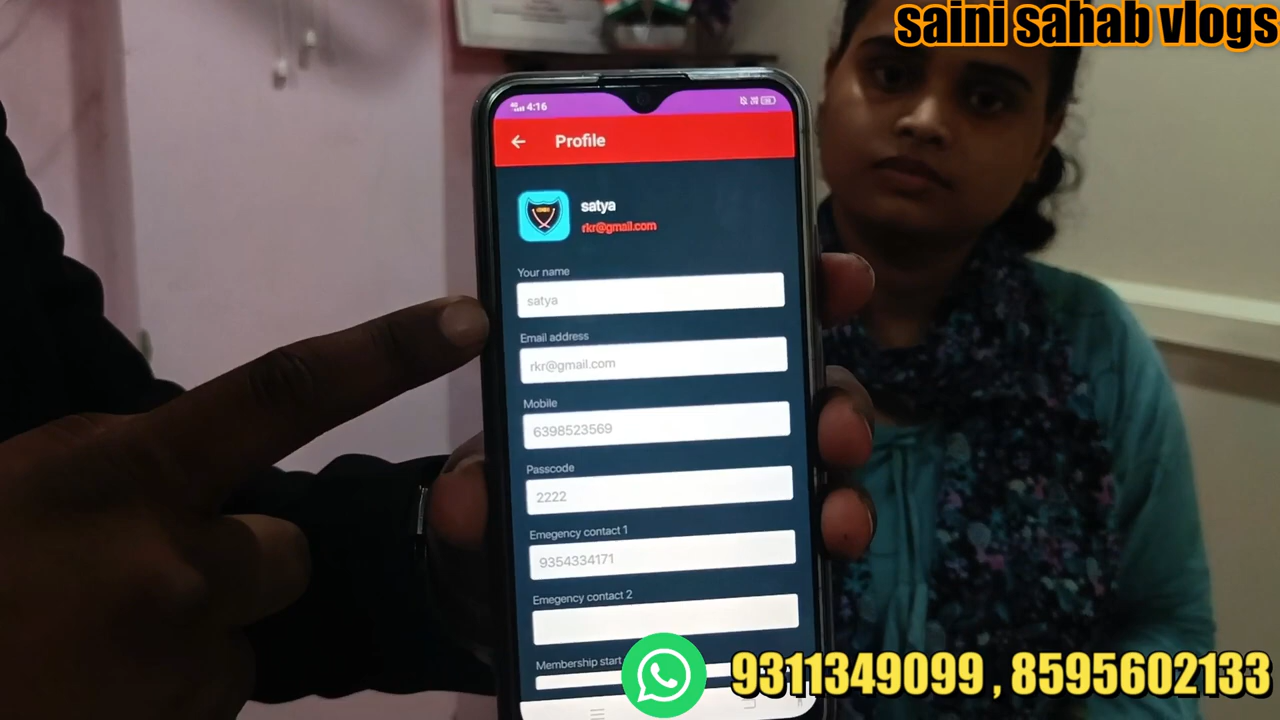 saini sahab vlogs
4:16
Profile
satya
rkr@gmail.com
Your name
satya
Email address
rkr@gmail.com
Mobile
6398523569
Passcode
2222
Emegency contact 1
9354334171
Emegency contact 2
Membership start
9311349099 , 8595602133